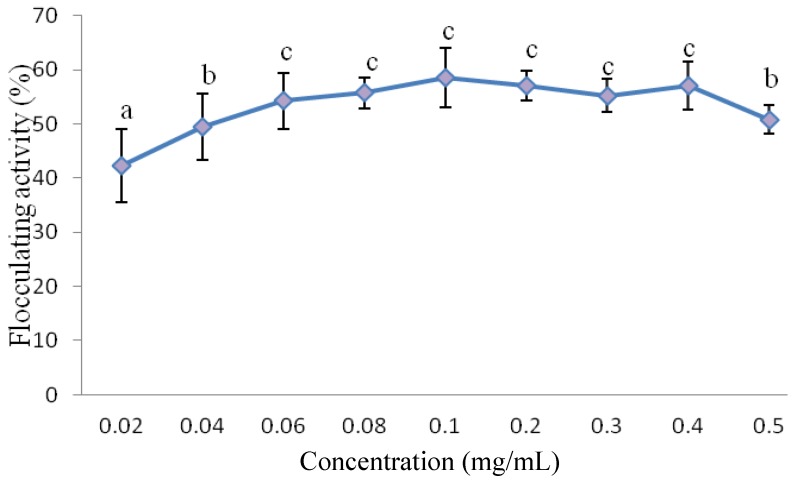 70
60
50
40
30
20
10
0
Flocculating activity (%)
a
b
c
c
c
c
c
c
b
0.02 0.04 0.06 0.08 0.1 0.2 0.3 0.4 0.5
Concentration (mg/mL)